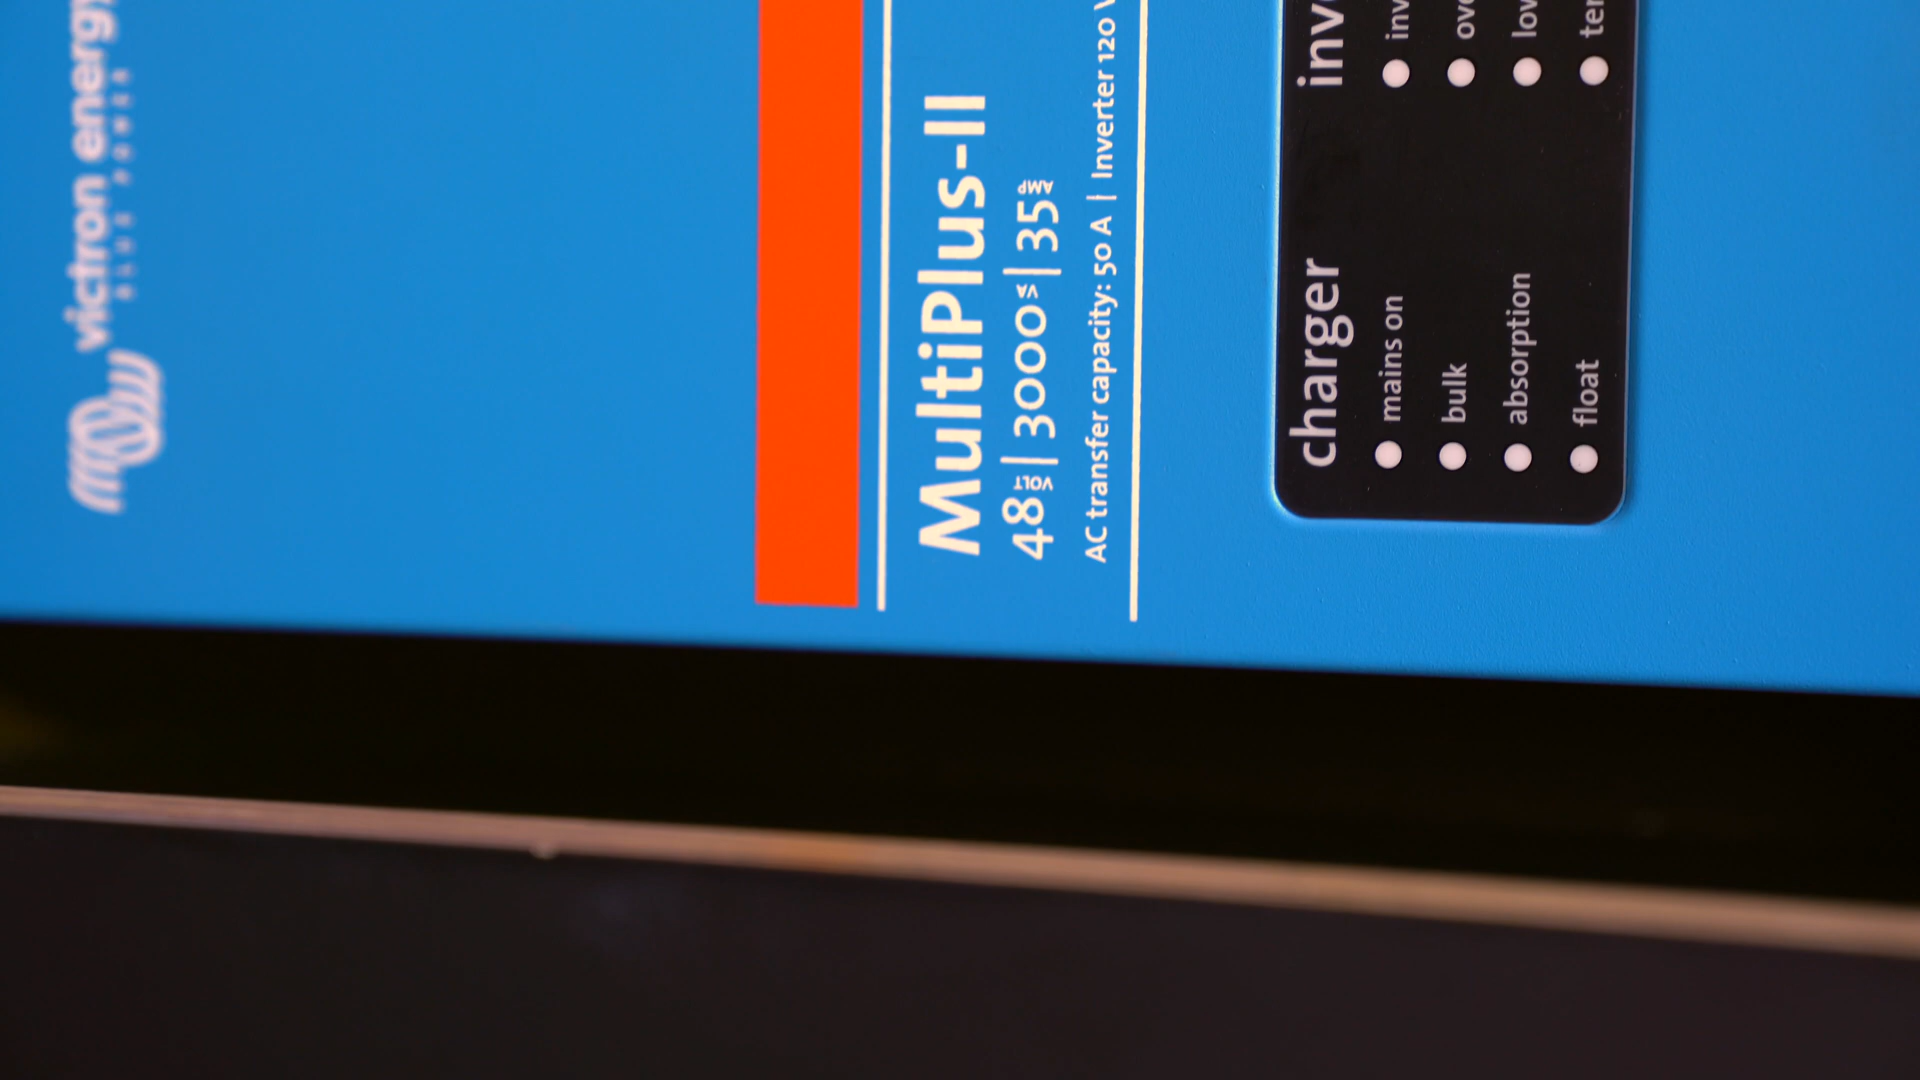 victron energy
BLUE POWER
MultiPlus-II
48 VOLT | 3000 VA | 35 AMP
AC transfer capacity: 50 A | Inverter 120 V
charger
mains on
bulk
absorption
float